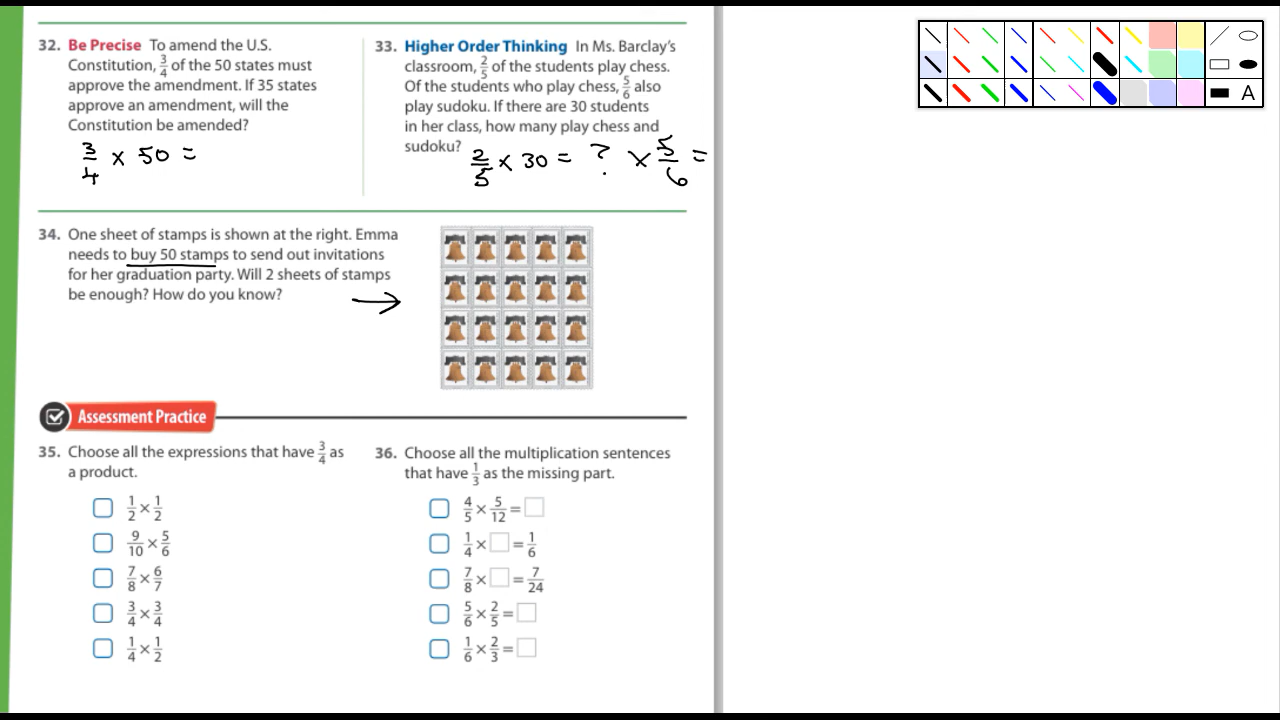 32. Be Precise To amend the U.S.
Constitution, 3/4 of the 50 states must
approve the amendment. If 35 states
approve an amendment, will the
Constitution be amended?
3/4 × 50 =
33. Higher Order Thinking In Ms. Barclay's
classroom, 2/5 of the students play chess.
Of the students who play chess, 5/6 also
play sudoku. If there are 30 students
in her class, how many play chess and
sudoku?
2/5 × 30 = ? × 5/6 =
34. One sheet of stamps is shown at the right. Emma
needs to buy 50 stamps to send out invitations
for her graduation party. Will 2 sheets of stamps
be enough? How do you know?
Assessment Practice
35. Choose all the expressions that have 3/4 as
a product.
1/2 × 1/2
9/10 × 5/6
7/8 × 6/7
3/4 × 3/4
1/4 × 1/2
36. Choose all the multiplication sentences
that have 1/3 as the missing part.
4/5 × 5/12 = □
1/4 × □ = 1/6
7/8 × □ = 7/24
5/6 × 2/5 = □
1/6 × 2/3 = □
A